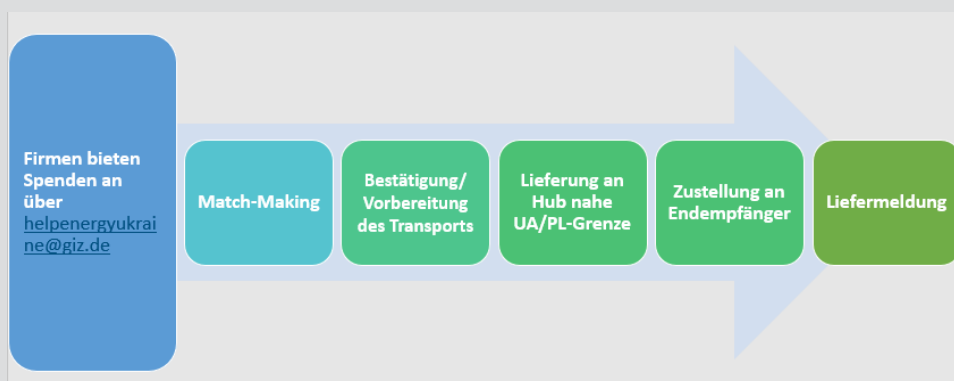 Firmen bieten
Spenden an
über
helpenergyukrai
ne@giz.de
Match-Making
Bestätigung/
Vorbereitung
des Transports
Lieferung an
Hub nahe
UA/PL-Grenze
Zustellung an
Endempfänger
Liefermeldung